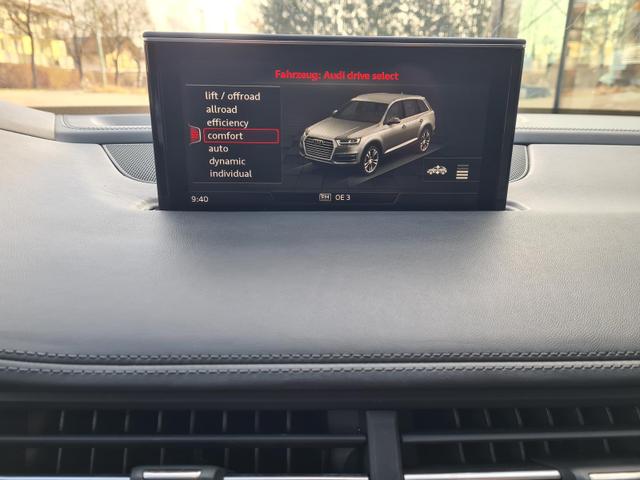 Fahrzeug: Audi drive select
lift / offroad
allroad
efficiency
comfort
auto
dynamic
individual
9:40
OE 3